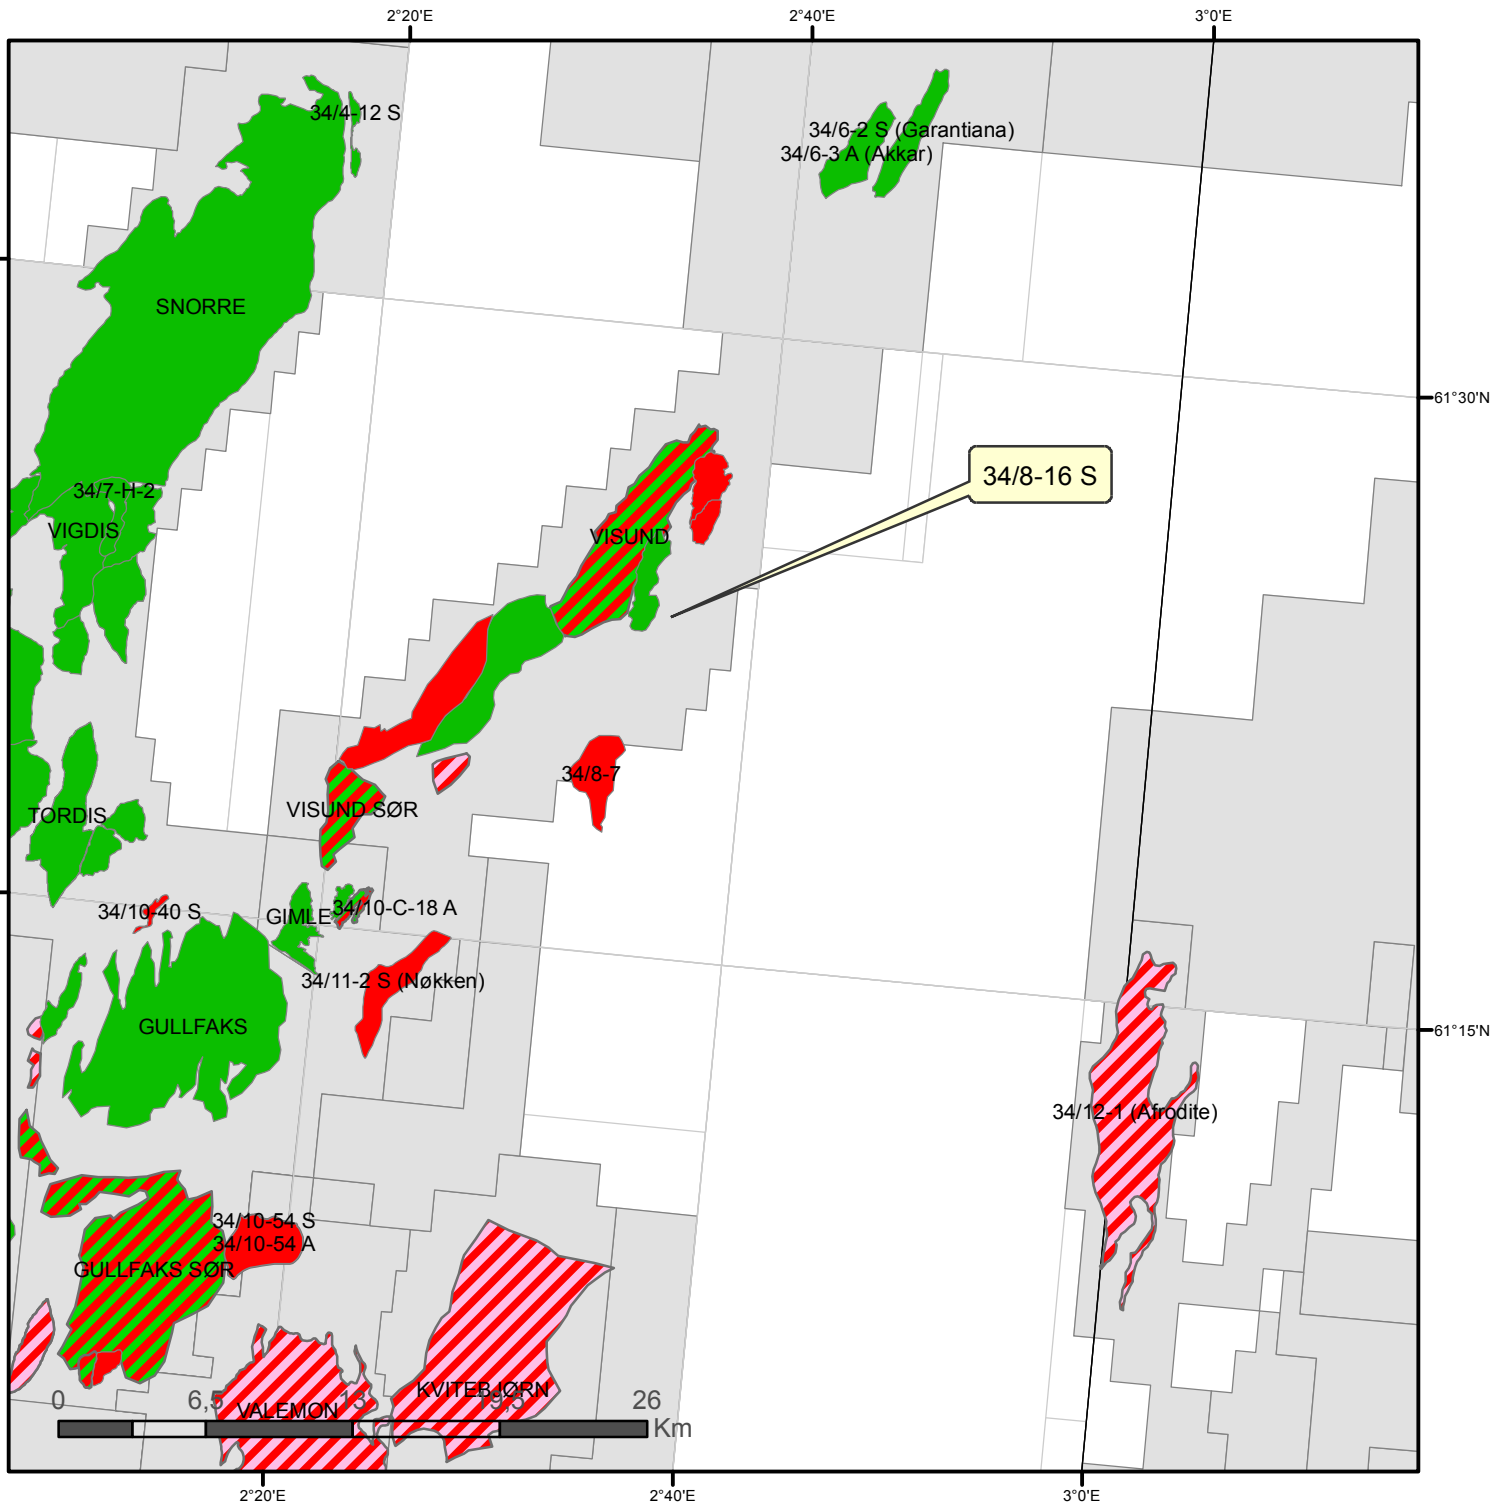 2°20'E
2°40'E
3°0'E
34/4-12 S
34/6-2 S (Garantiana)
34/6-3 A (Akkar)
SNORRE
61°30'N
34/8-16 S
34/7-H-2
VIGDIS
VISUND
34/8-7
VISUND SØR
TORDIS
34/10-40 S
GIMLE
34/10-C-18 A
34/11-2 S (Nøkken)
GULLFAKS
61°15'N
34/12-1 (Afrodite)
34/10-54 S
34/10-54 A
GULLFAKS SØR
KVITEBJØRN
VALEMON
0
6,5
13
19,5
26
Km
2°20'E
2°40'E
3°0'E